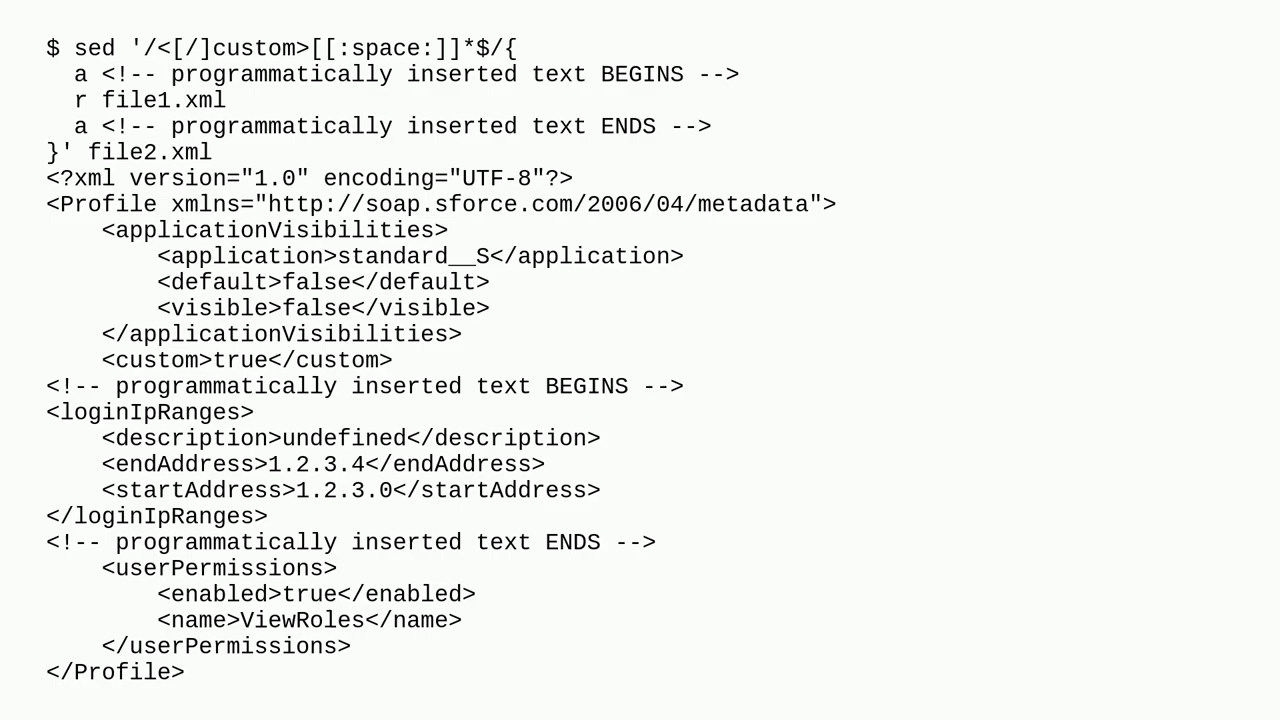 $ sed '/<[/]custom>[[:space:]]*$/{
  a <!-- programmatically inserted text BEGINS -->
  r file1.xml
  a <!-- programmatically inserted text ENDS -->
}' file2.xml
<?xml version="1.0" encoding="UTF-8"?>
<Profile xmlns="http://soap.sforce.com/2006/04/metadata">
    <applicationVisibilities>
        <application>standard__S</application>
        <default>false</default>
        <visible>false</visible>
    </applicationVisibilities>
    <custom>true</custom>
<!-- programmatically inserted text BEGINS -->
<loginIpRanges>
    <description>undefined</description>
    <endAddress>1.2.3.4</endAddress>
    <startAddress>1.2.3.0</startAddress>
</loginIpRanges>
<!-- programmatically inserted text ENDS -->
    <userPermissions>
        <enabled>true</enabled>
        <name>ViewRoles</name>
    </userPermissions>
</Profile>